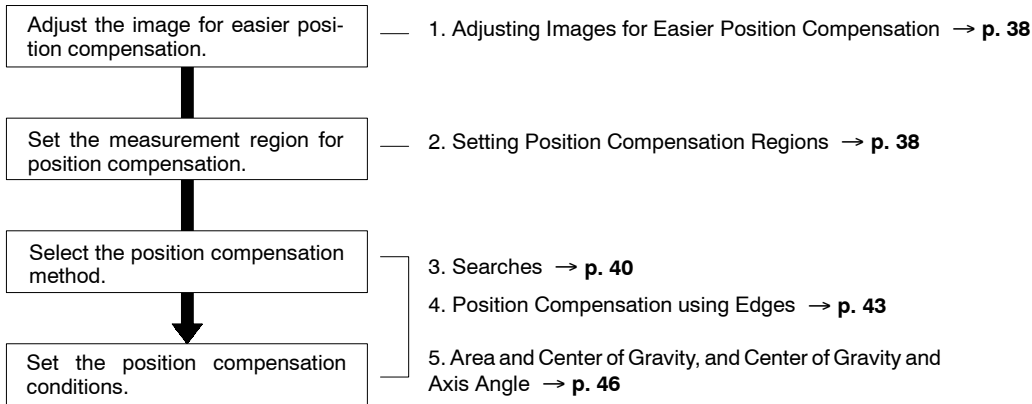 Adjust the image for easier posi-
tion compensation.
1. Adjusting Images for Easier Position Compensation → p. 38
Set the measurement region for
position compensation.
2. Setting Position Compensation Regions → p. 38
Select the position compensation
method.
3. Searches → p. 40
4. Position Compensation using Edges → p. 43
Set the position compensation
conditions.
5. Area and Center of Gravity, and Center of Gravity and
Axis Angle → p. 46